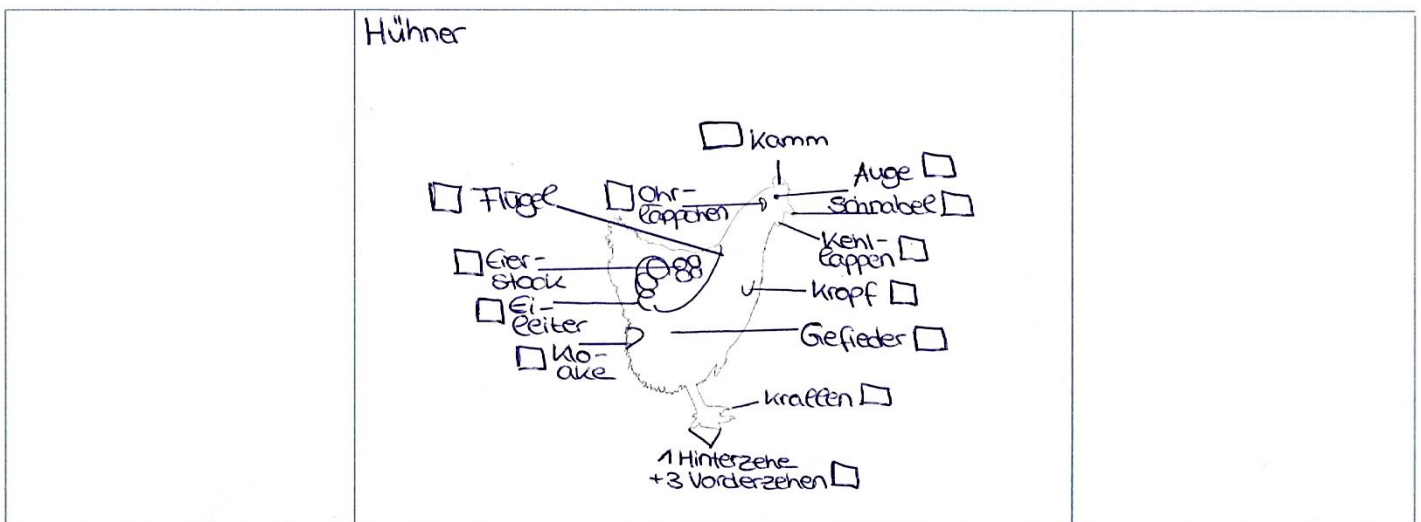 Hühner
Kamm
Auge
Flügel
Ohr-
läppchen
Schnabel
Kehl-
lappen
Eier-
stock
Kropf
Ei-
leiter
Gefieder
Klo-
ake
Krallen
1 Hinterzehe
+3 Vorderzehen